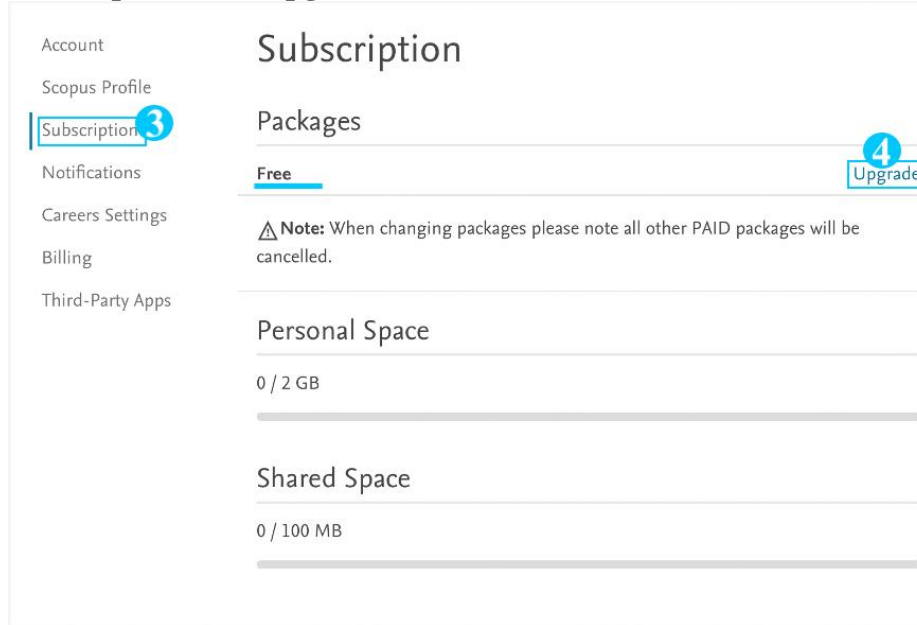 Account
Scopus Profile
Subscription 3
Notifications
Careers Settings
Billing
Third-Party Apps
Subscription
Packages
4
Free Upgrade
Note: When changing packages please note all other PAID packages will be
cancelled.
Personal Space
0 / 2 GB
Shared Space
0 / 100 MB